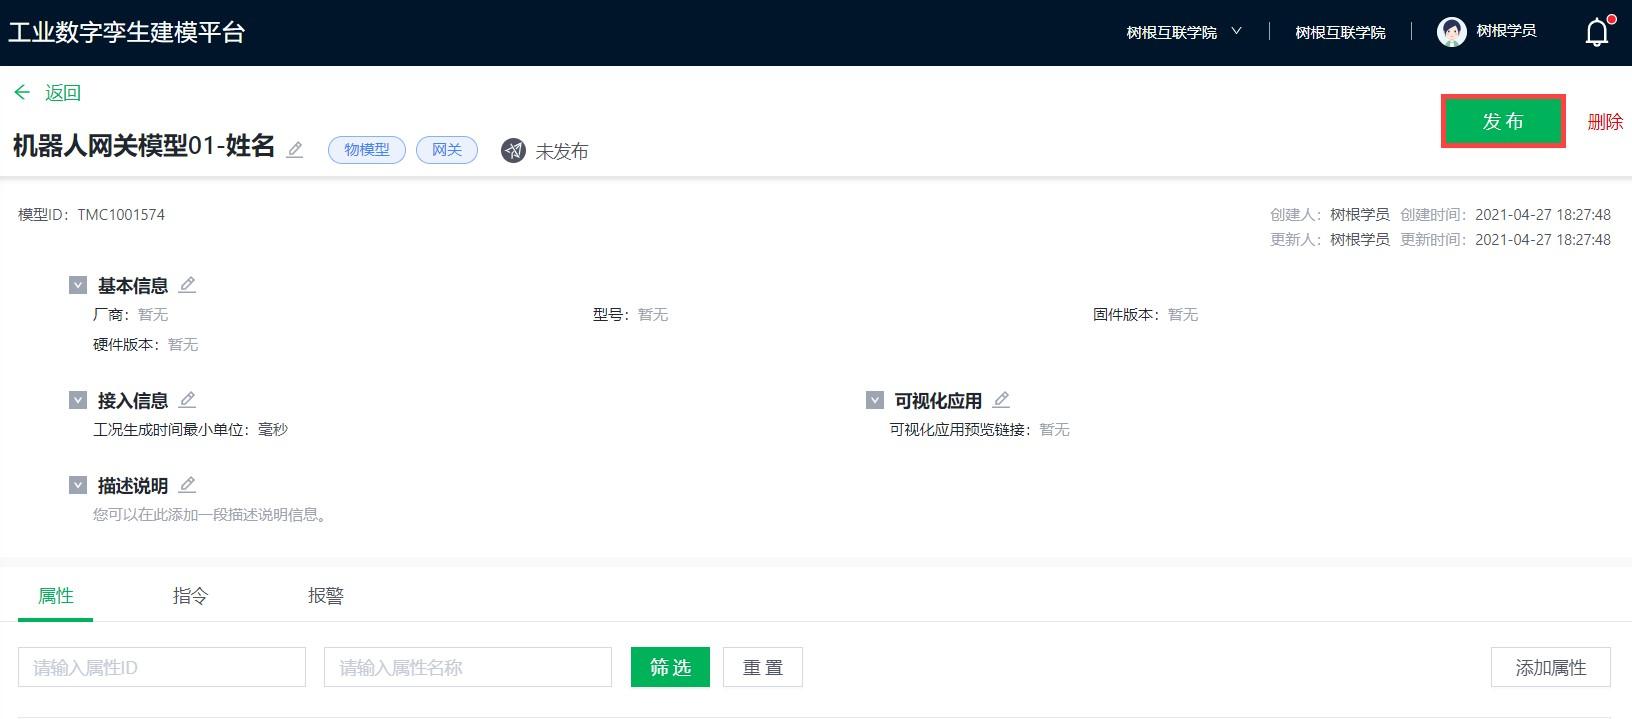 工业数字孪生建模平台 树根互联学院 树根互联学院 树根学员
返回
发布 删除
机器人网关模型01-姓名 物模型 网关 未发布
模型ID：TMC1001574 创建人：树根学员 创建时间：2021-04-27 18:27:48
更新人：树根学员 更新时间：2021-04-27 18:27:48
基本信息
厂商：暂无 型号：暂无 固件版本：暂无
硬件版本：暂无
接入信息 可视化应用
工况生成时间最小单位：毫秒 可视化应用预览链接：暂无
描述说明
您可以在此添加一段描述说明信息。
属性 指令 报警
请输入属性ID 请输入属性名称 筛选 重置 添加属性